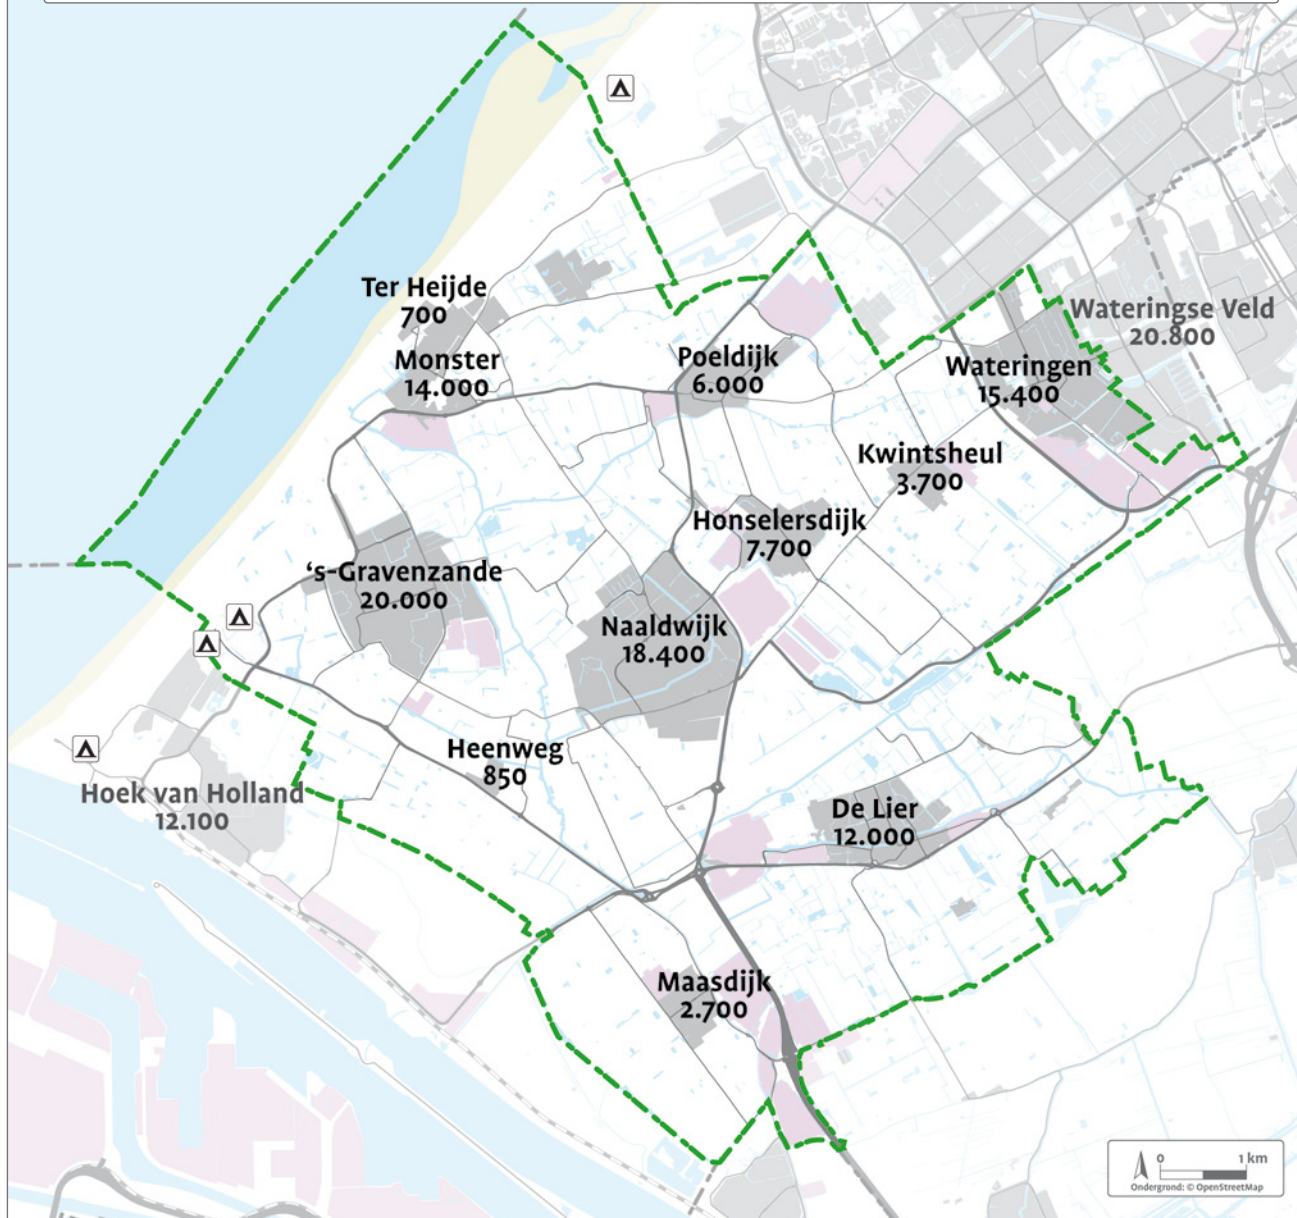 Ter Heijde
700
Monster
14.000
Poeldijk
6.000
Wateringse Veld
20.800
Wateringen
15.400
Kwintsheul
3.700
Honselersdijk
7.700
‘s-Gravenzande
20.000
Naaldwijk
18.400
Heenweg
850
Hoek van Holland
12.100
De Lier
12.000
Maasdijk
2.700
0 1 km
Ondergrond: © OpenStreetMap